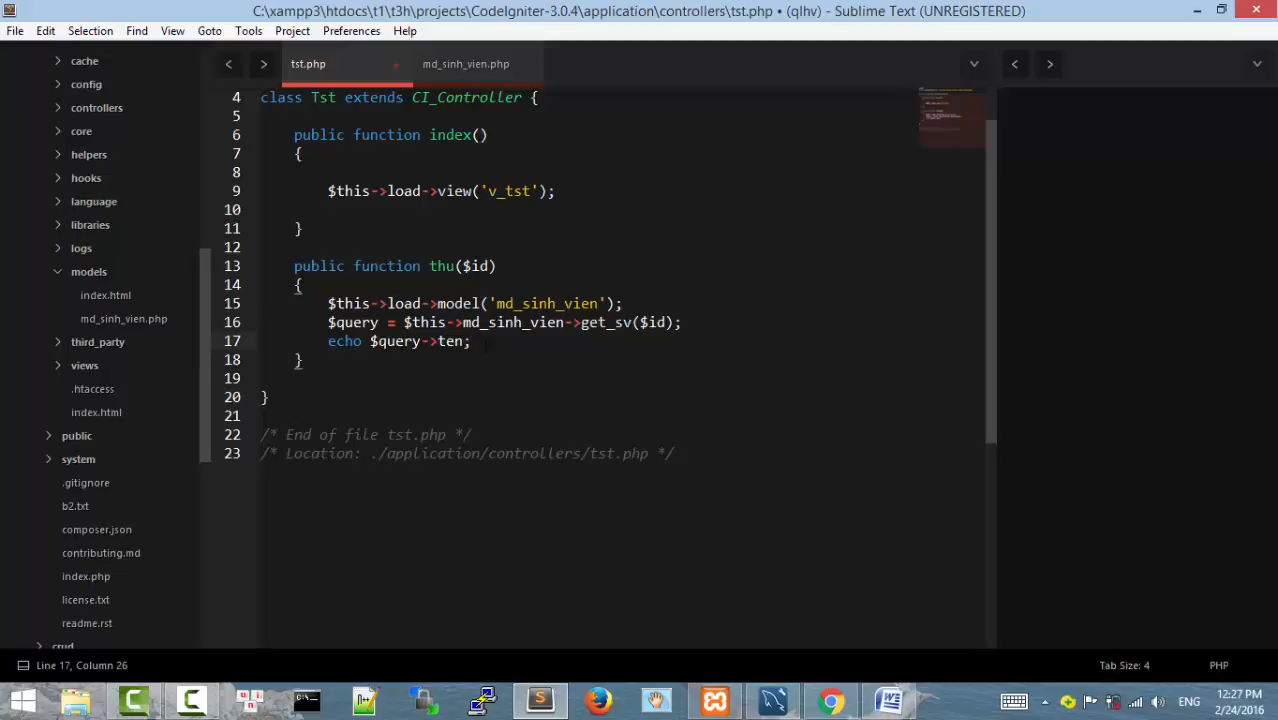 C:\xampp3\htdocs\t1\t3h\projects\CodeIgniter-3.0.4\application\controllers\tst.php • (qlhv) - Sublime Text (UNREGISTERED)
File Edit Selection Find View Goto Tools Project Preferences Help
tst.php md_sinh_vien.php
cache
config
controllers
core
helpers
hooks
language
libraries
logs
models
index.html
md_sinh_vien.php
third_party
views
.htaccess
index.html
public
system
.gitignore
b2.txt
composer.json
contributing.md
index.php
license.txt
readme.rst
crud
4 class Tst extends CI_Controller {
5
6 public function index()
7 {
8
9 $this->load->view('v_tst');
10
11 }
12
13 public function thu($id)
14 {
15 $this->load->model('md_sinh_vien');
16 $query = $this->md_sinh_vien->get_sv($id);
17 echo $query->ten;
18 }
19
20 }
21
22 /* End of file tst.php */
23 /* Location: ./application/controllers/tst.php */
Line 17, Column 26 Tab Size: 4 PHP
ENG
12:27 PM
2/24/2016